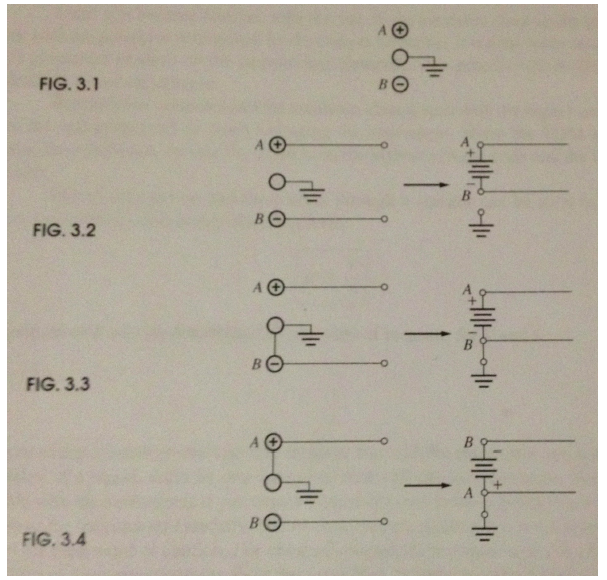 A +
B -
FIG. 3.1
A +
B -
A
+
-
B
FIG. 3.2
A +
B -
A
+
-
B
FIG. 3.3
A +
B -
B
-
+
A
FIG. 3.4